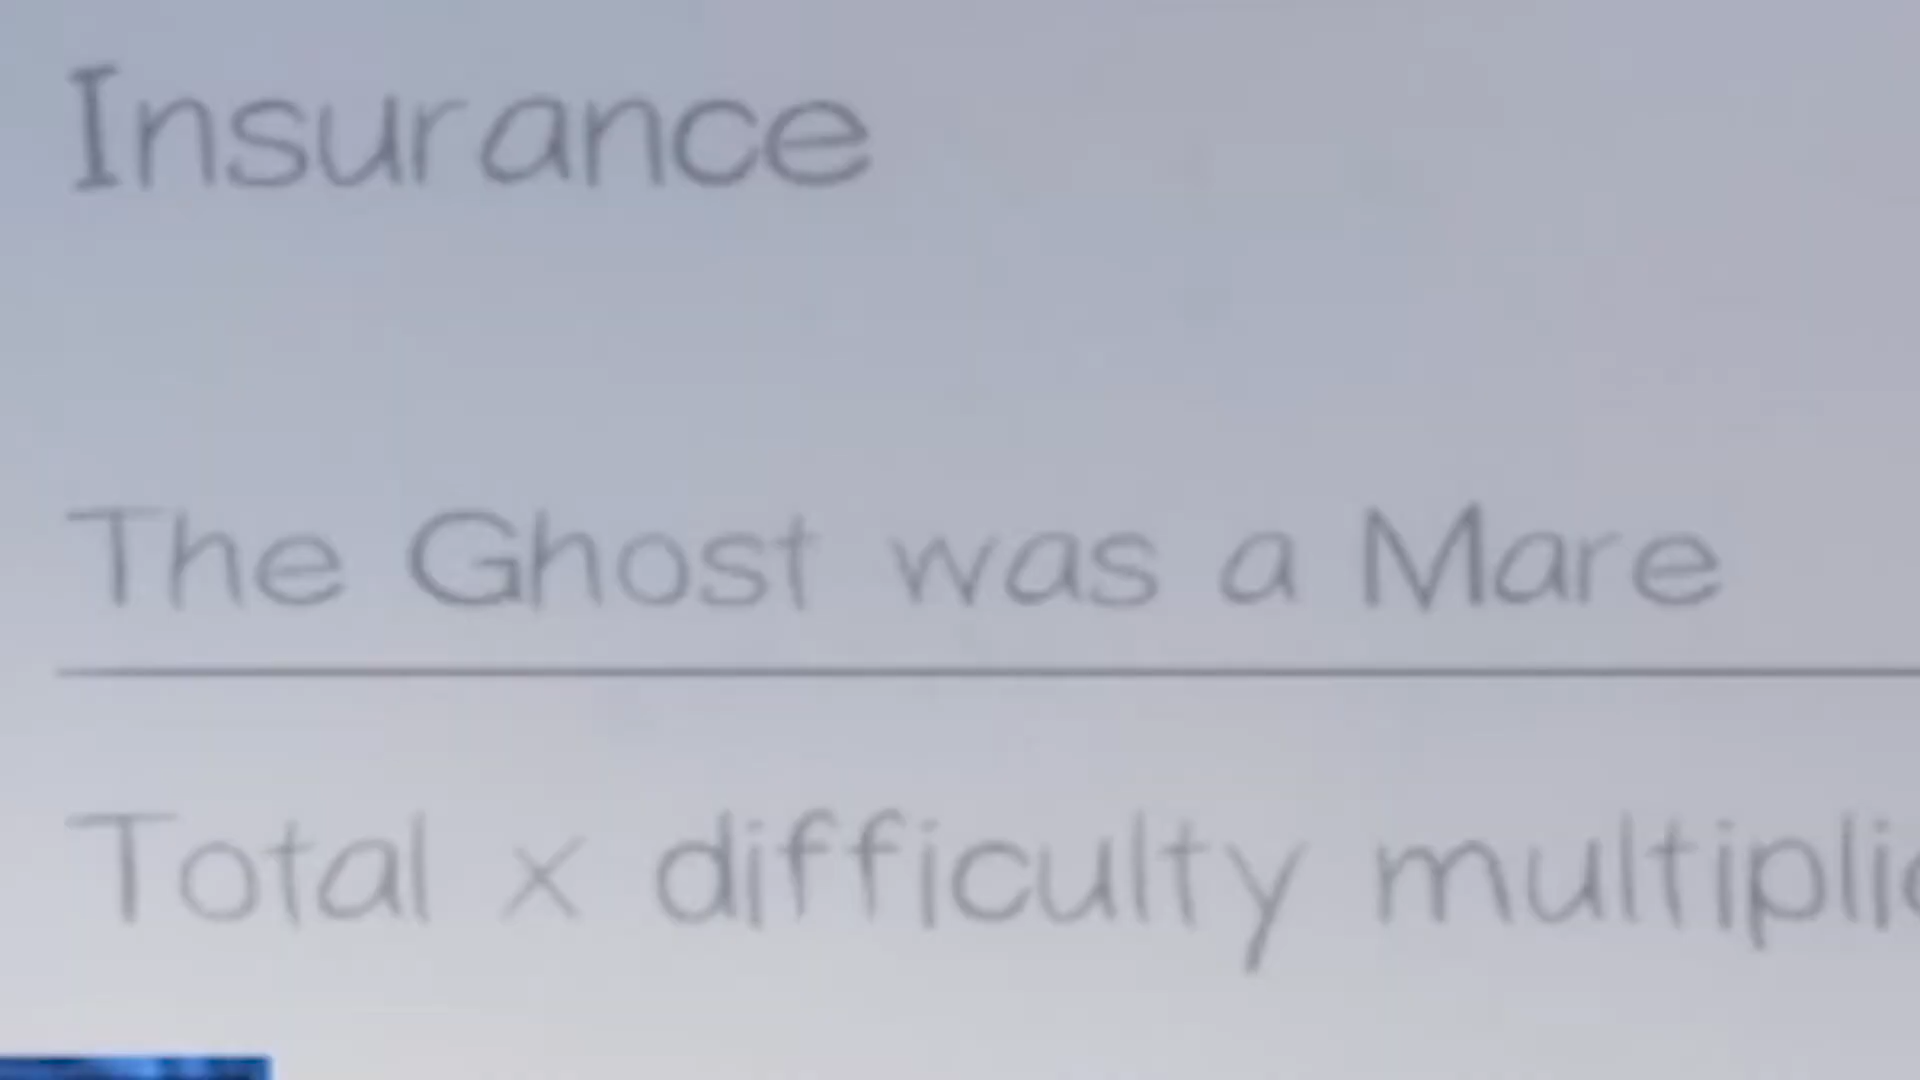 Insurance
The Ghost was a Mare
Total x difficulty